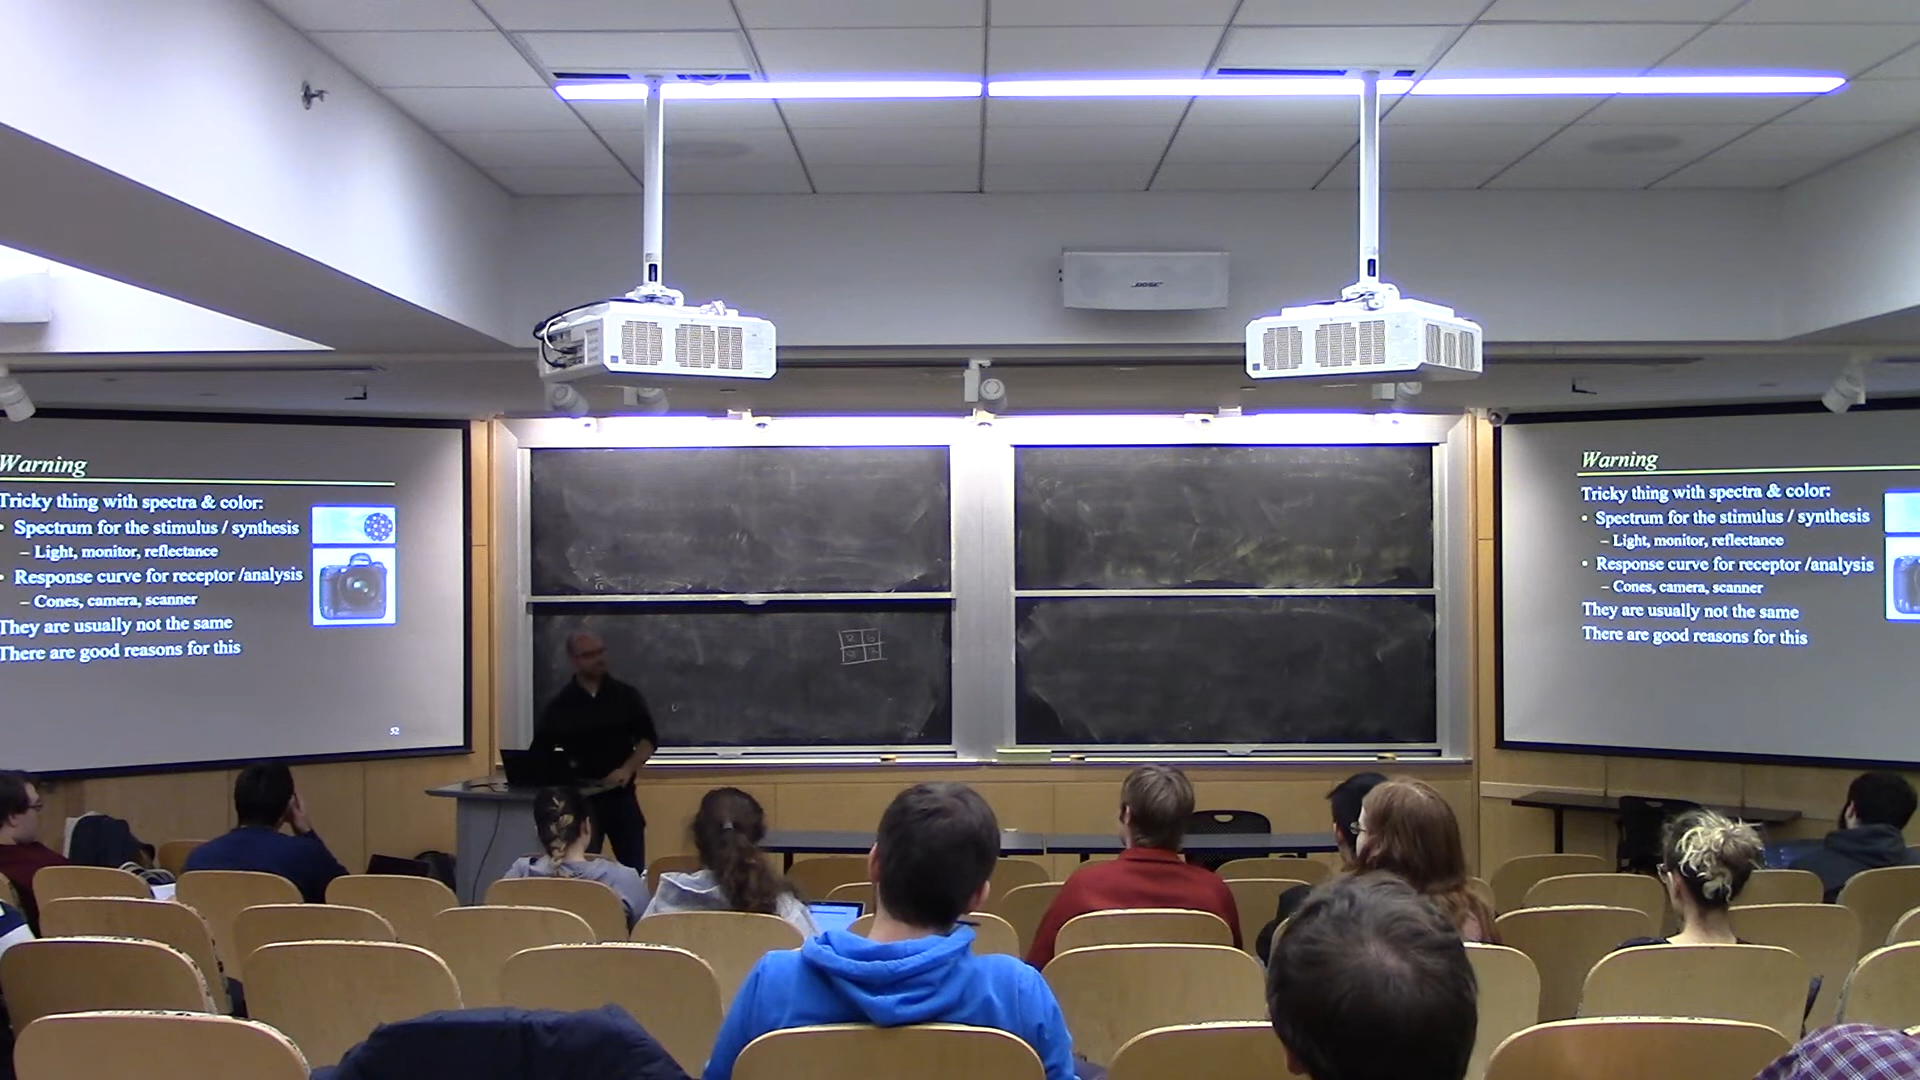 Warning
Tricky thing with spectra & color:
• Spectrum for the stimulus / synthesis
– Light, monitor, reflectance
• Response curve for receptor /analysis
– Cones, camera, scanner
They are usually not the same
There are good reasons for this
52
BOSE
R G
Warning
Tricky thing with spectra & color:
• Spectrum for the stimulus / synthesis
– Light, monitor, reflectance
• Response curve for receptor /analysis
– Cones, camera, scanner
They are usually not the same
There are good reasons for this